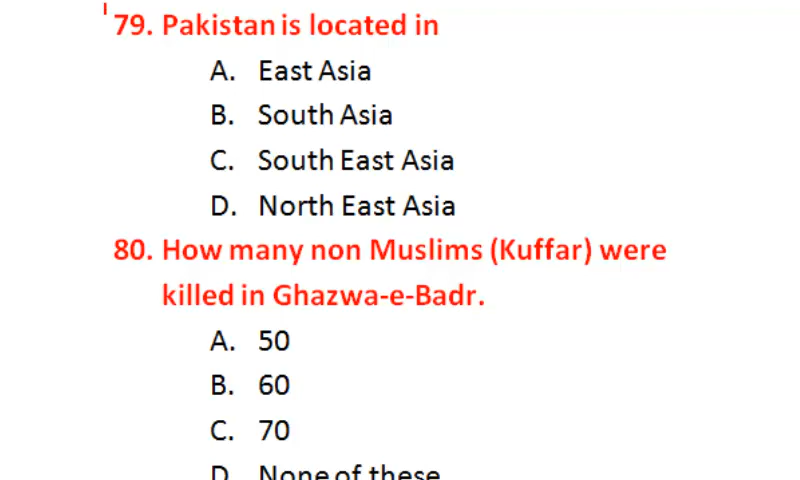 79. Pakistan is located in
A. East Asia
B. South Asia
C. South East Asia
D. North East Asia
80. How many non Muslims (Kuffar) were
killed in Ghazwa-e-Badr.
A. 50
B. 60
C. 70
D. None of these